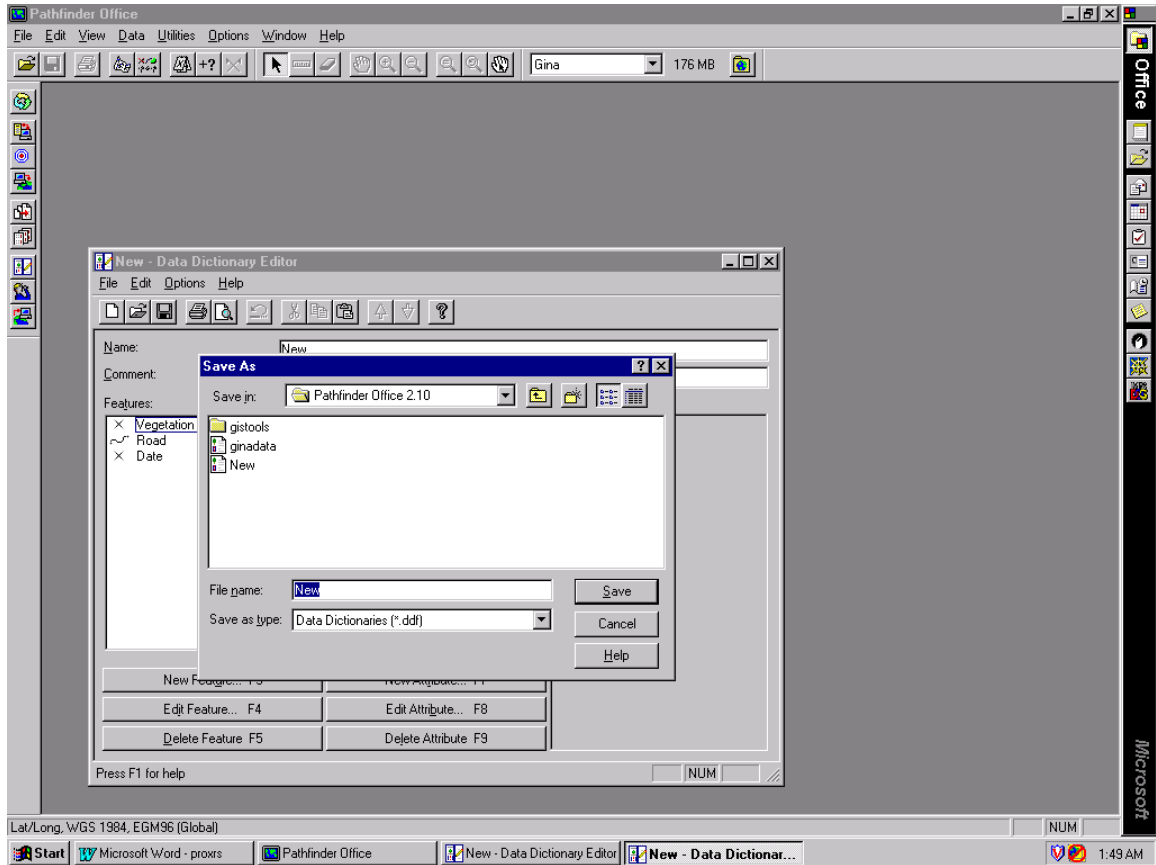 Pathfinder Office
File Edit View Data Utilities Options Window Help
+? Gina 176 MB
Office
New - Data Dictionary Editor
File Edit Options Help
Name: New
Comment:
Features:
Vegetation
Road
Date
Save As
Save in: Pathfinder Office 2.10
gistools
ginadata
New
File name: New Save
Save as type: Data Dictionaries (*.ddf) Cancel
Help
New Feature... F3 New Attribute...
Edit Feature... F4 Edit Attribute... F8
Delete Feature F5 Delete Attribute F9
Press F1 for help NUM
Microsoft
Lat/Long, WGS 1984, EGM96 (Global) NUM
Start Microsoft Word - proxrs Pathfinder Office New - Data Dictionary Editor New - Data Dictionar... 1:49 AM